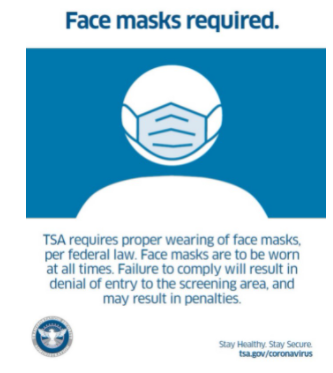 Face masks required.
TSA requires proper wearing of face masks,
per federal law. Face masks are to be worn
at all times. Failure to comply will result in
denial of entry to the screening area, and
may result in penalties.
Stay Healthy. Stay Secure.
tsa.gov/coronavirus